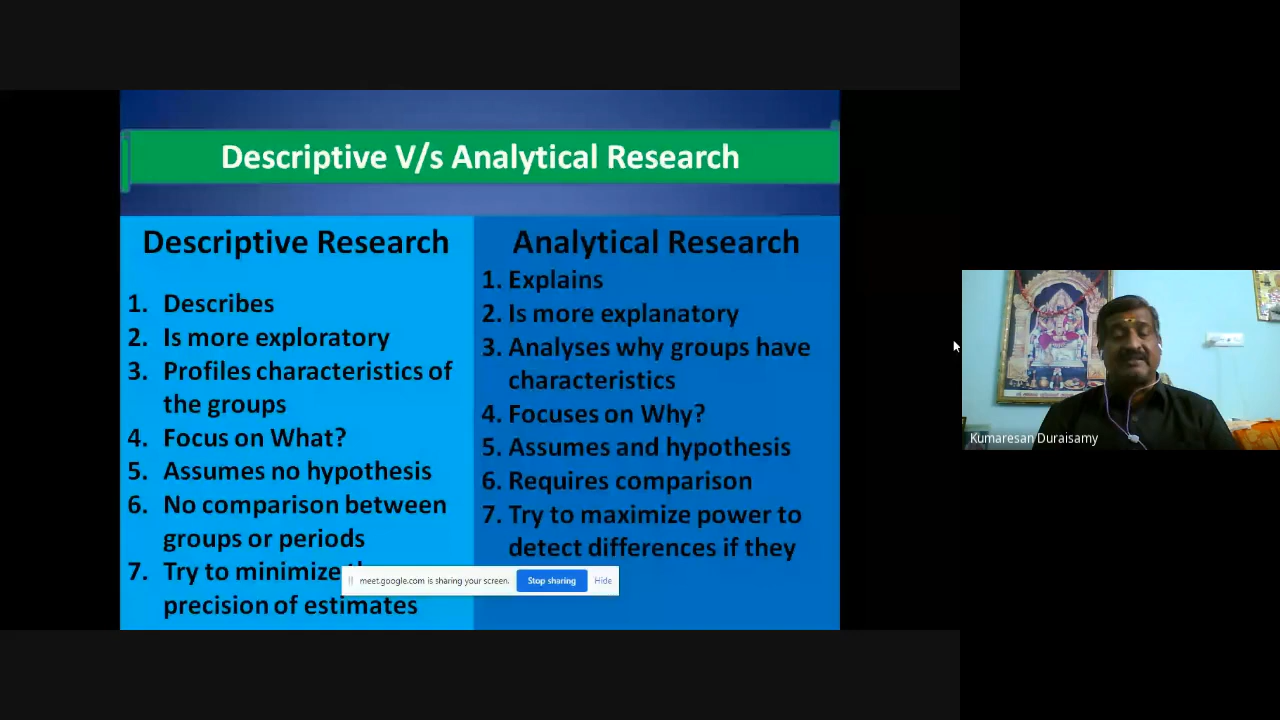 Descriptive V/s Analytical Research
Descriptive Research
1. Describes
2. Is more exploratory
3. Profiles characteristics of
the groups
4. Focus on What?
5. Assumes no hypothesis
6. No comparison between
groups or periods
7. Try to minimize
precision of estimates
Analytical Research
1. Explains
2. Is more explanatory
3. Analyses why groups have
characteristics
4. Focuses on Why?
5. Assumes and hypothesis
6. Requires comparison
7. Try to maximize power to
detect differences if they
meet.google.com is sharing your screen. Stop sharing Hide
Kumaresan Duraisamy